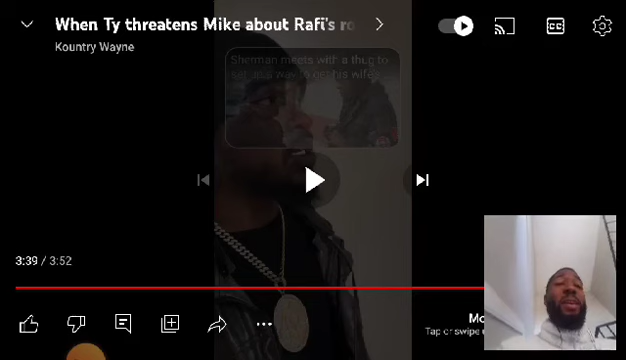 When Ty threatens Mike about Rafi's ro
Kountry Wayne
CC
Sherman meets with a thug to
set up a way to get his wife's
3:39 / 3:52
Mo
Tap or swipe